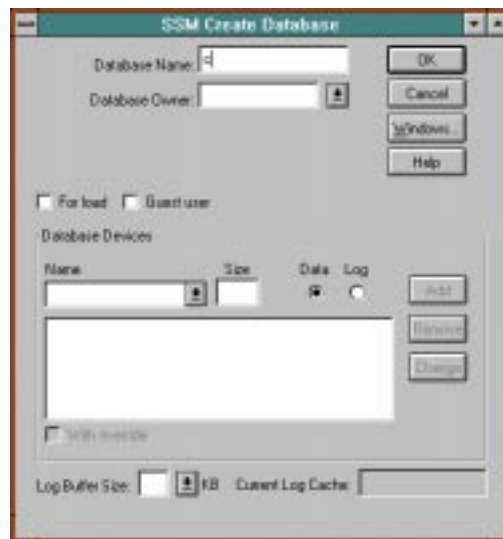 SSM Create Database
Database Name: c
OK
Database Owner:
Cancel
Windows...
Help
For load Guest user
Database Devices
Name Size Data Log
Add
Remove
Change
With override
Log Buffer Size: KB Current Log Cache: